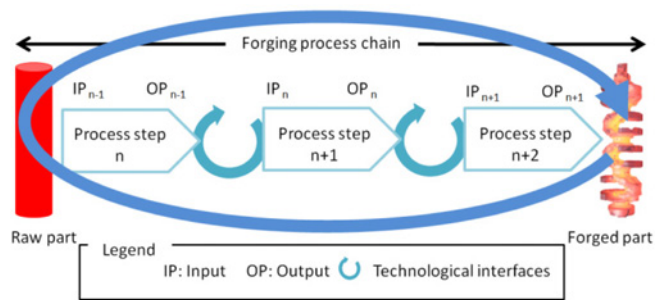 Forging process chain
IP n-1 OP n-1 IP n OP n IP n+1 OP n+1
Process step
n
Process step
n+1
Process step
n+2
Raw part
Forged part
Legend
IP: Input OP: Output Technological interfaces